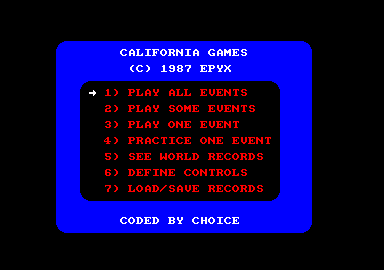 CALIFORNIA GAMES
(C) 1987 EPYX
→ 1) PLAY ALL EVENTS
2) PLAY SOME EVENTS
3) PLAY ONE EVENT
4) PRACTICE ONE EVENT
5) SEE WORLD RECORDS
6) DEFINE CONTROLS
7) LOAD/SAVE RECORDS
CODED BY CHOICE